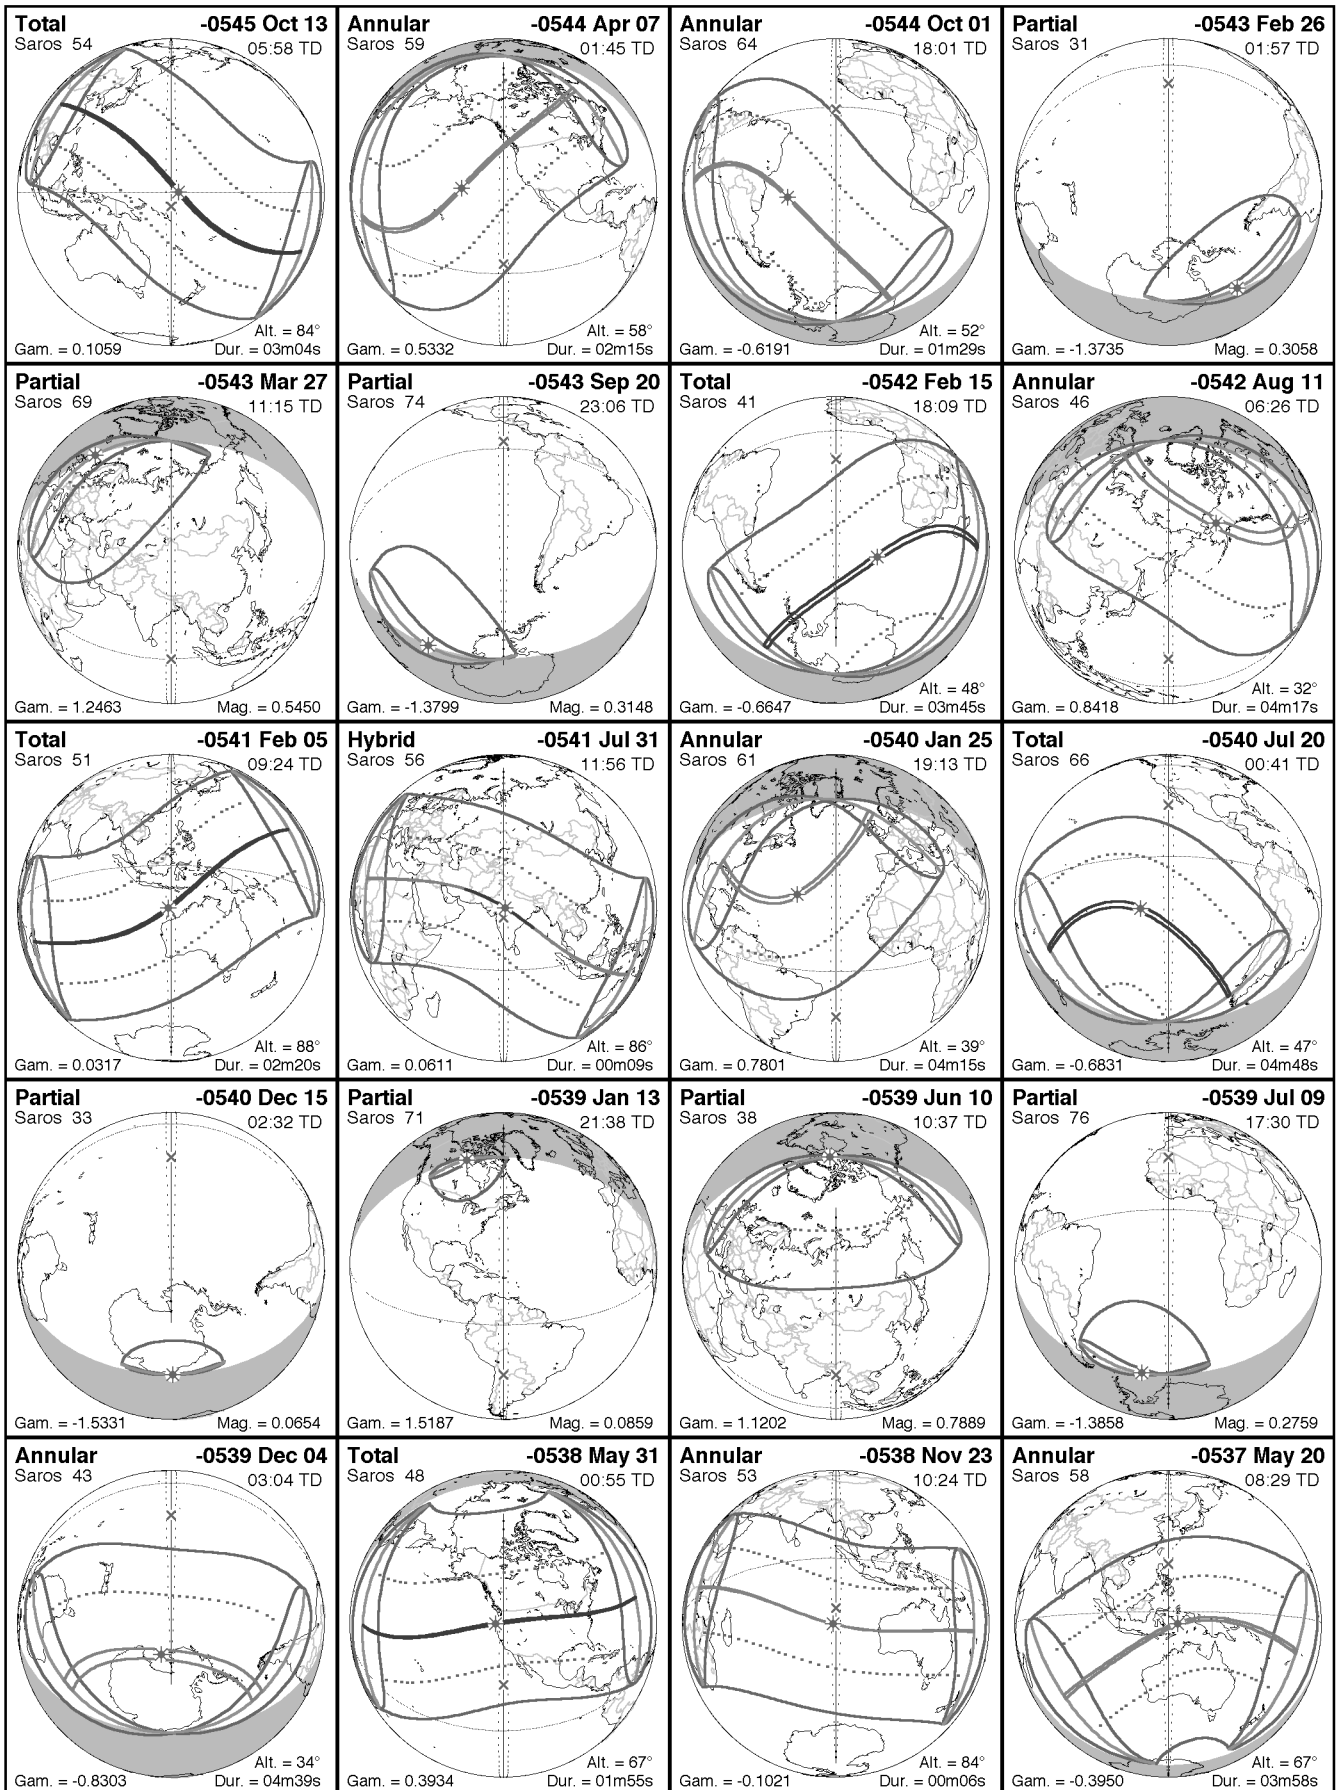 Total -0545 Oct 13
Saros 54 05:58 TD
Alt. = 84°
Gam. = 0.1059 Dur. = 03m04s
Annular -0544 Apr 07
Saros 59 01:45 TD
Alt. = 58°
Gam. = 0.5332 Dur. = 02m15s
Annular -0544 Oct 01
Saros 64 18:01 TD
Alt. = 52°
Gam. = -0.6191 Dur. = 01m29s
Partial -0543 Feb 26
Saros 31 01:57 TD
Gam. = -1.3735 Mag. = 0.3058
Partial -0543 Mar 27
Saros 69 11:15 TD
Gam. = 1.2463 Mag. = 0.5450
Partial -0543 Sep 20
Saros 74 23:06 TD
Gam. = -1.3799 Mag. = 0.3148
Total -0542 Feb 15
Saros 41 18:09 TD
Alt. = 48°
Gam. = -0.6647 Dur. = 03m45s
Annular -0542 Aug 11
Saros 46 06:26 TD
Alt. = 32°
Gam. = 0.8418 Dur. = 04m17s
Total -0541 Feb 05
Saros 51 09:24 TD
Alt. = 88°
Gam. = 0.0317 Dur. = 02m20s
Hybrid -0541 Jul 31
Saros 56 11:56 TD
Alt. = 86°
Gam. = 0.0611 Dur. = 00m09s
Annular -0540 Jan 25
Saros 61 19:13 TD
Alt. = 39°
Gam. = 0.7801 Dur. = 04m15s
Total -0540 Jul 20
Saros 66 00:41 TD
Alt. = 47°
Gam. = -0.6831 Dur. = 04m48s
Partial -0540 Dec 15
Saros 33 02:32 TD
Gam. = -1.5331 Mag. = 0.0654
Partial -0539 Jan 13
Saros 71 21:38 TD
Gam. = 1.5187 Mag. = 0.0859
Partial -0539 Jun 10
Saros 38 10:37 TD
Gam. = 1.1202 Mag. = 0.7889
Partial -0539 Jul 09
Saros 76 17:30 TD
Gam. = -1.3858 Mag. = 0.2759
Annular -0539 Dec 04
Saros 43 03:04 TD
Alt. = 34°
Gam. = -0.8303 Dur. = 04m39s
Total -0538 May 31
Saros 48 00:55 TD
Alt. = 67°
Gam. = 0.3934 Dur. = 01m55s
Annular -0538 Nov 23
Saros 53 10:24 TD
Alt. = 84°
Gam. = -0.1021 Dur. = 00m06s
Annular -0537 May 20
Saros 58 08:29 TD
Alt. = 67°
Gam. = -0.3950 Dur. = 03m58s